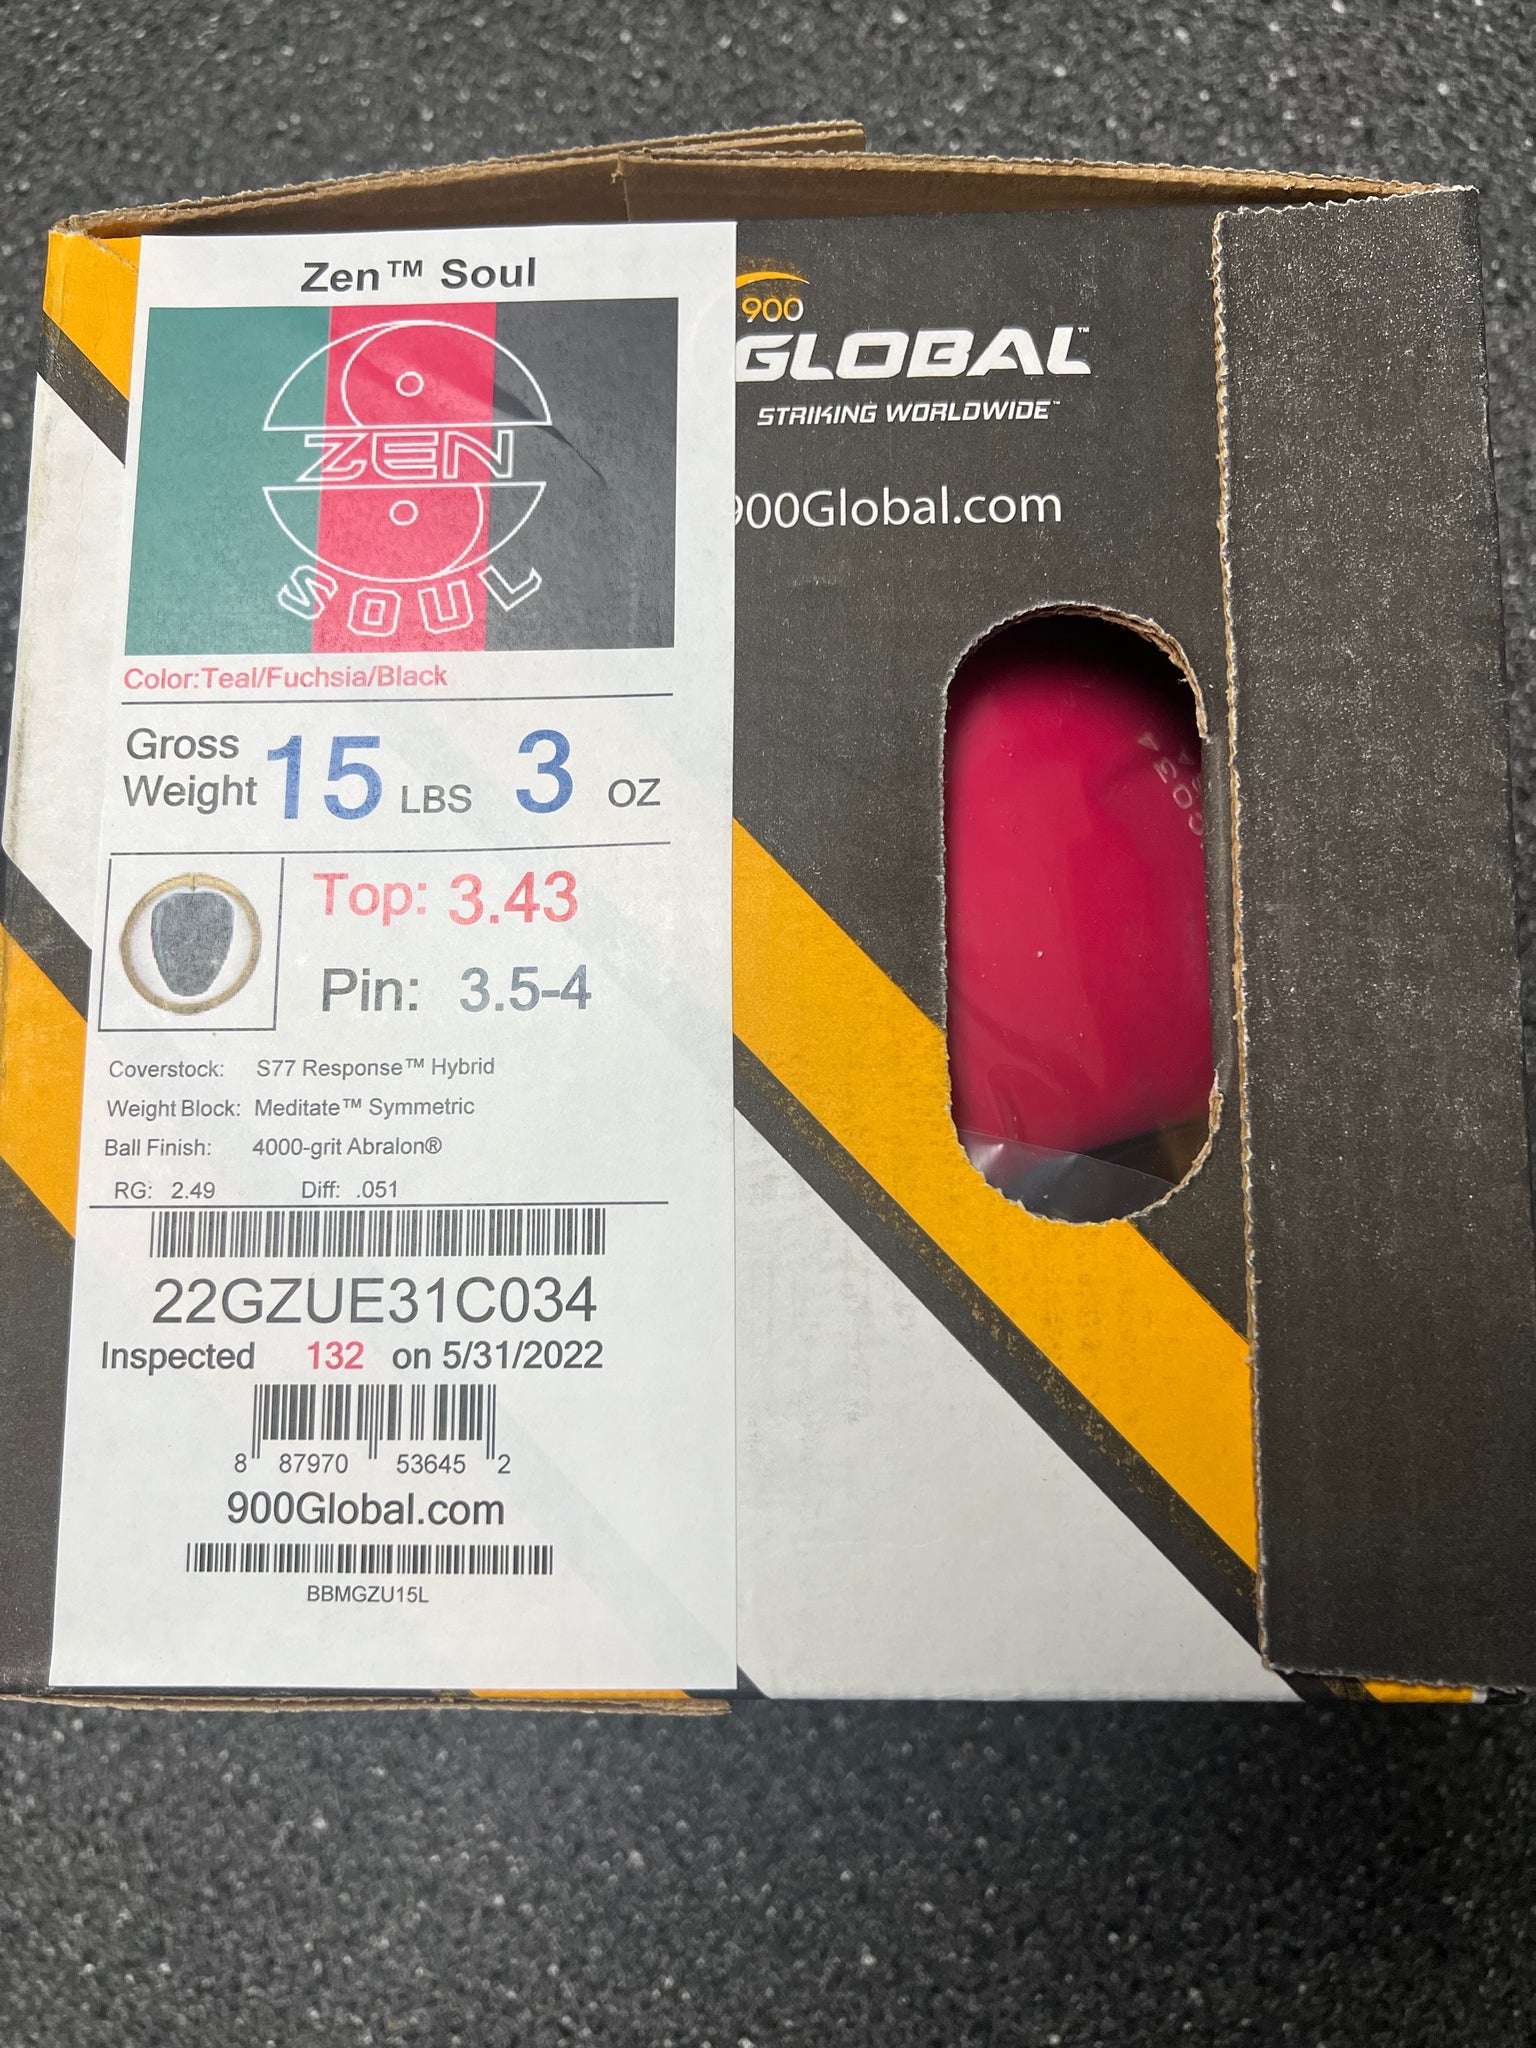 Zen™ Soul
ZEN
SOUL
Color:Teal/Fuchsia/Black
Gross Weight 15 LBS 3 OZ
Top: 3.43
Pin: 3.5-4
Coverstock: S77 Response™ Hybrid
Weight Block: Meditate™ Symmetric
Ball Finish: 4000-grit Abralon®
RG: 2.49 Diff: .051
22GZUE31C034
Inspected 132 on 5/31/2022
8 87970 53645 2
900Global.com
BBMGZU15L
900
GLOBAL™
STRIKING WORLDWIDE™
900Global.com